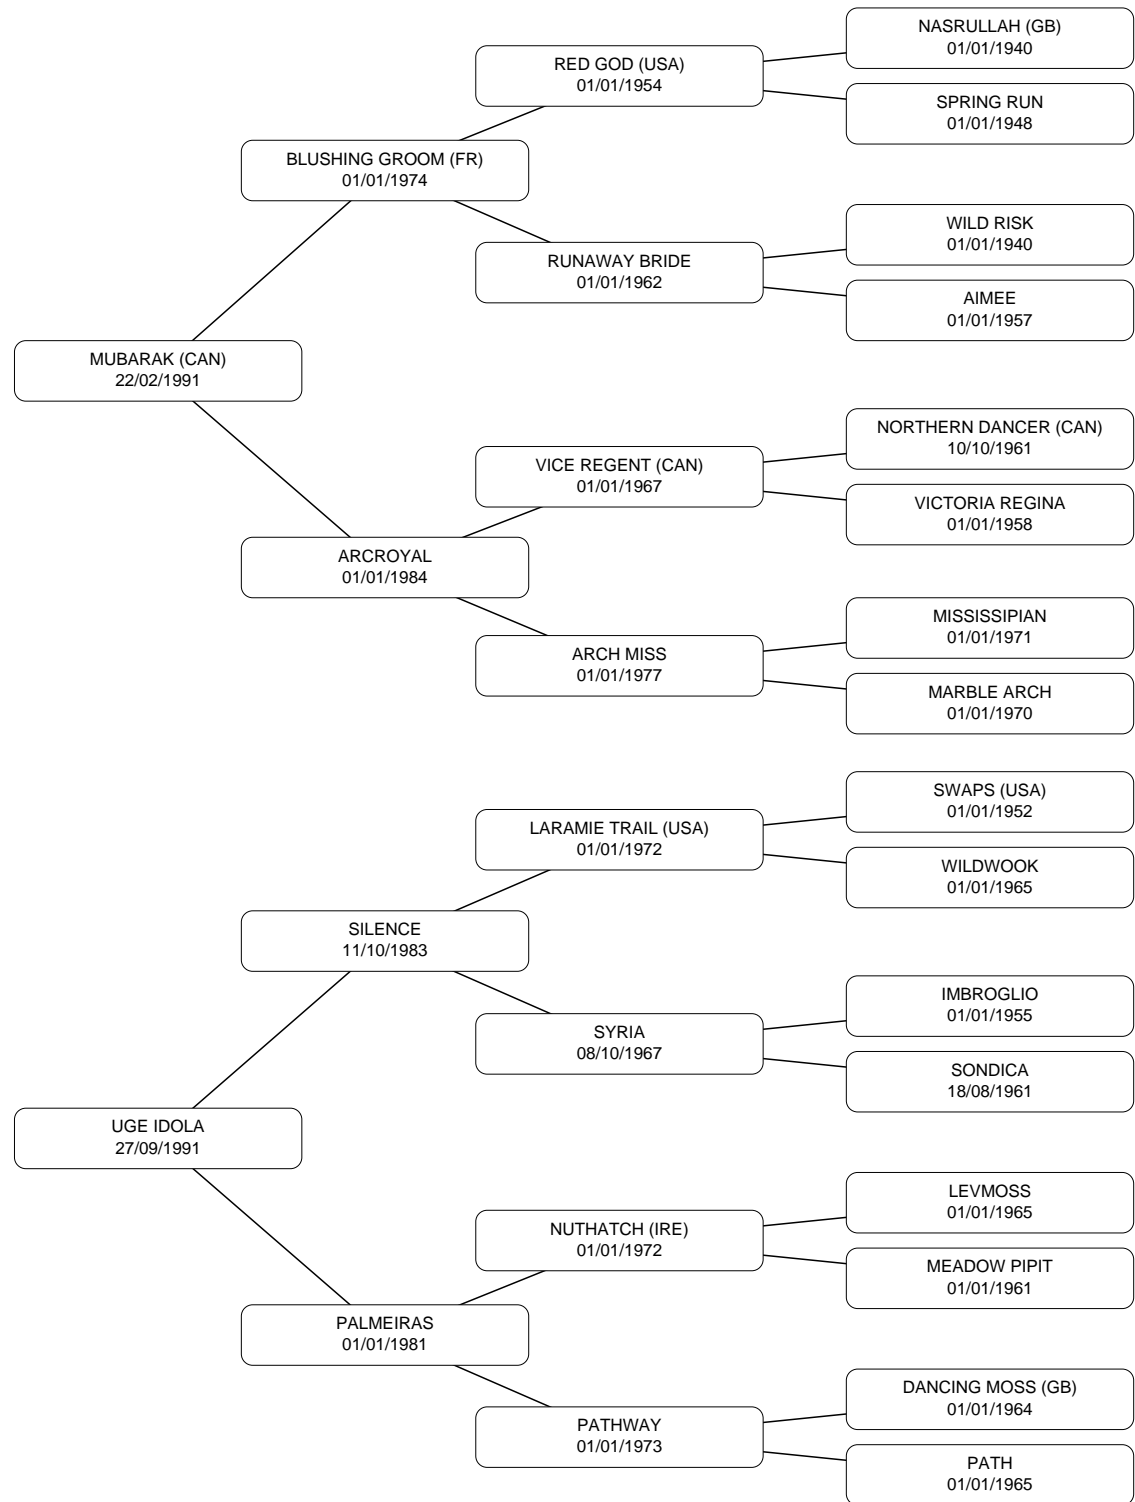 NASRULLAH (GB)
01/01/1940
RED GOD (USA)
01/01/1954
SPRING RUN
01/01/1948
BLUSHING GROOM (FR)
01/01/1974
WILD RISK
01/01/1940
RUNAWAY BRIDE
01/01/1962
AIMEE
01/01/1957
MUBARAK (CAN)
22/02/1991
NORTHERN DANCER (CAN)
10/10/1961
VICE REGENT (CAN)
01/01/1967
VICTORIA REGINA
01/01/1958
ARCROYAL
01/01/1984
MISSISSIPIAN
01/01/1971
ARCH MISS
01/01/1977
MARBLE ARCH
01/01/1970
SWAPS (USA)
01/01/1952
LARAMIE TRAIL (USA)
01/01/1972
WILDWOOK
01/01/1965
SILENCE
11/10/1983
IMBROGLIO
01/01/1955
SYRIA
08/10/1967
SONDICA
18/08/1961
UGE IDOLA
27/09/1991
LEVMOSS
01/01/1965
NUTHATCH (IRE)
01/01/1972
MEADOW PIPIT
01/01/1961
PALMEIRAS
01/01/1981
DANCING MOSS (GB)
01/01/1964
PATHWAY
01/01/1973
PATH
01/01/1965